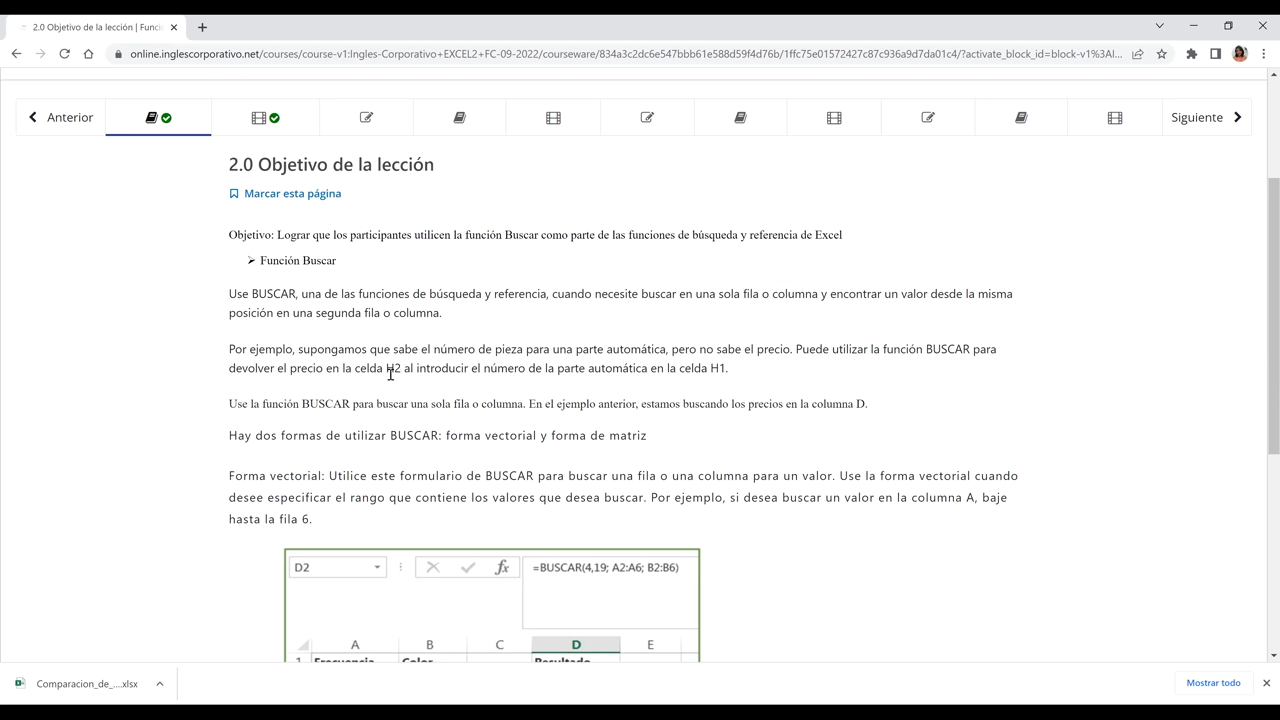 2.0 Objetivo de la lección | Funci
online.inglescorporativo.net/courses/course-v1:Ingles-Corporativo+EXCEL2+FC-09-2022/courseware/834a3c2dc6e547bbb61e588d59f4d76b/1ffc75e01572427c87c936a9d7da01c4/?activate_block_id=block-v1%3Al...
Anterior
Siguiente
2.0 Objetivo de la lección
Marcar esta página
Objetivo: Lograr que los participantes utilicen la función Buscar como parte de las funciones de búsqueda y referencia de Excel
➢ Función Buscar
Use BUSCAR, una de las funciones de búsqueda y referencia, cuando necesite buscar en una sola fila o columna y encontrar un valor desde la misma
posición en una segunda fila o columna.
Por ejemplo, supongamos que sabe el número de pieza para una parte automática, pero no sabe el precio. Puede utilizar la función BUSCAR para
devolver el precio en la celda H2 al introducir el número de la parte automática en la celda H1.
Use la función BUSCAR para buscar una sola fila o columna. En el ejemplo anterior, estamos buscando los precios en la columna D.
Hay dos formas de utilizar BUSCAR: forma vectorial y forma de matriz
Forma vectorial: Utilice este formulario de BUSCAR para buscar una fila o una columna para un valor. Use la forma vectorial cuando
desee especificar el rango que contiene los valores que desea buscar. Por ejemplo, si desea buscar un valor en la columna A, baje
hasta la fila 6.
D2 fx =BUSCAR(4,19; A2:A6; B2:B6)
A B C D E
1 Frecuencia Color Resultado
Comparacion_de_....xlsx
Mostrar todo